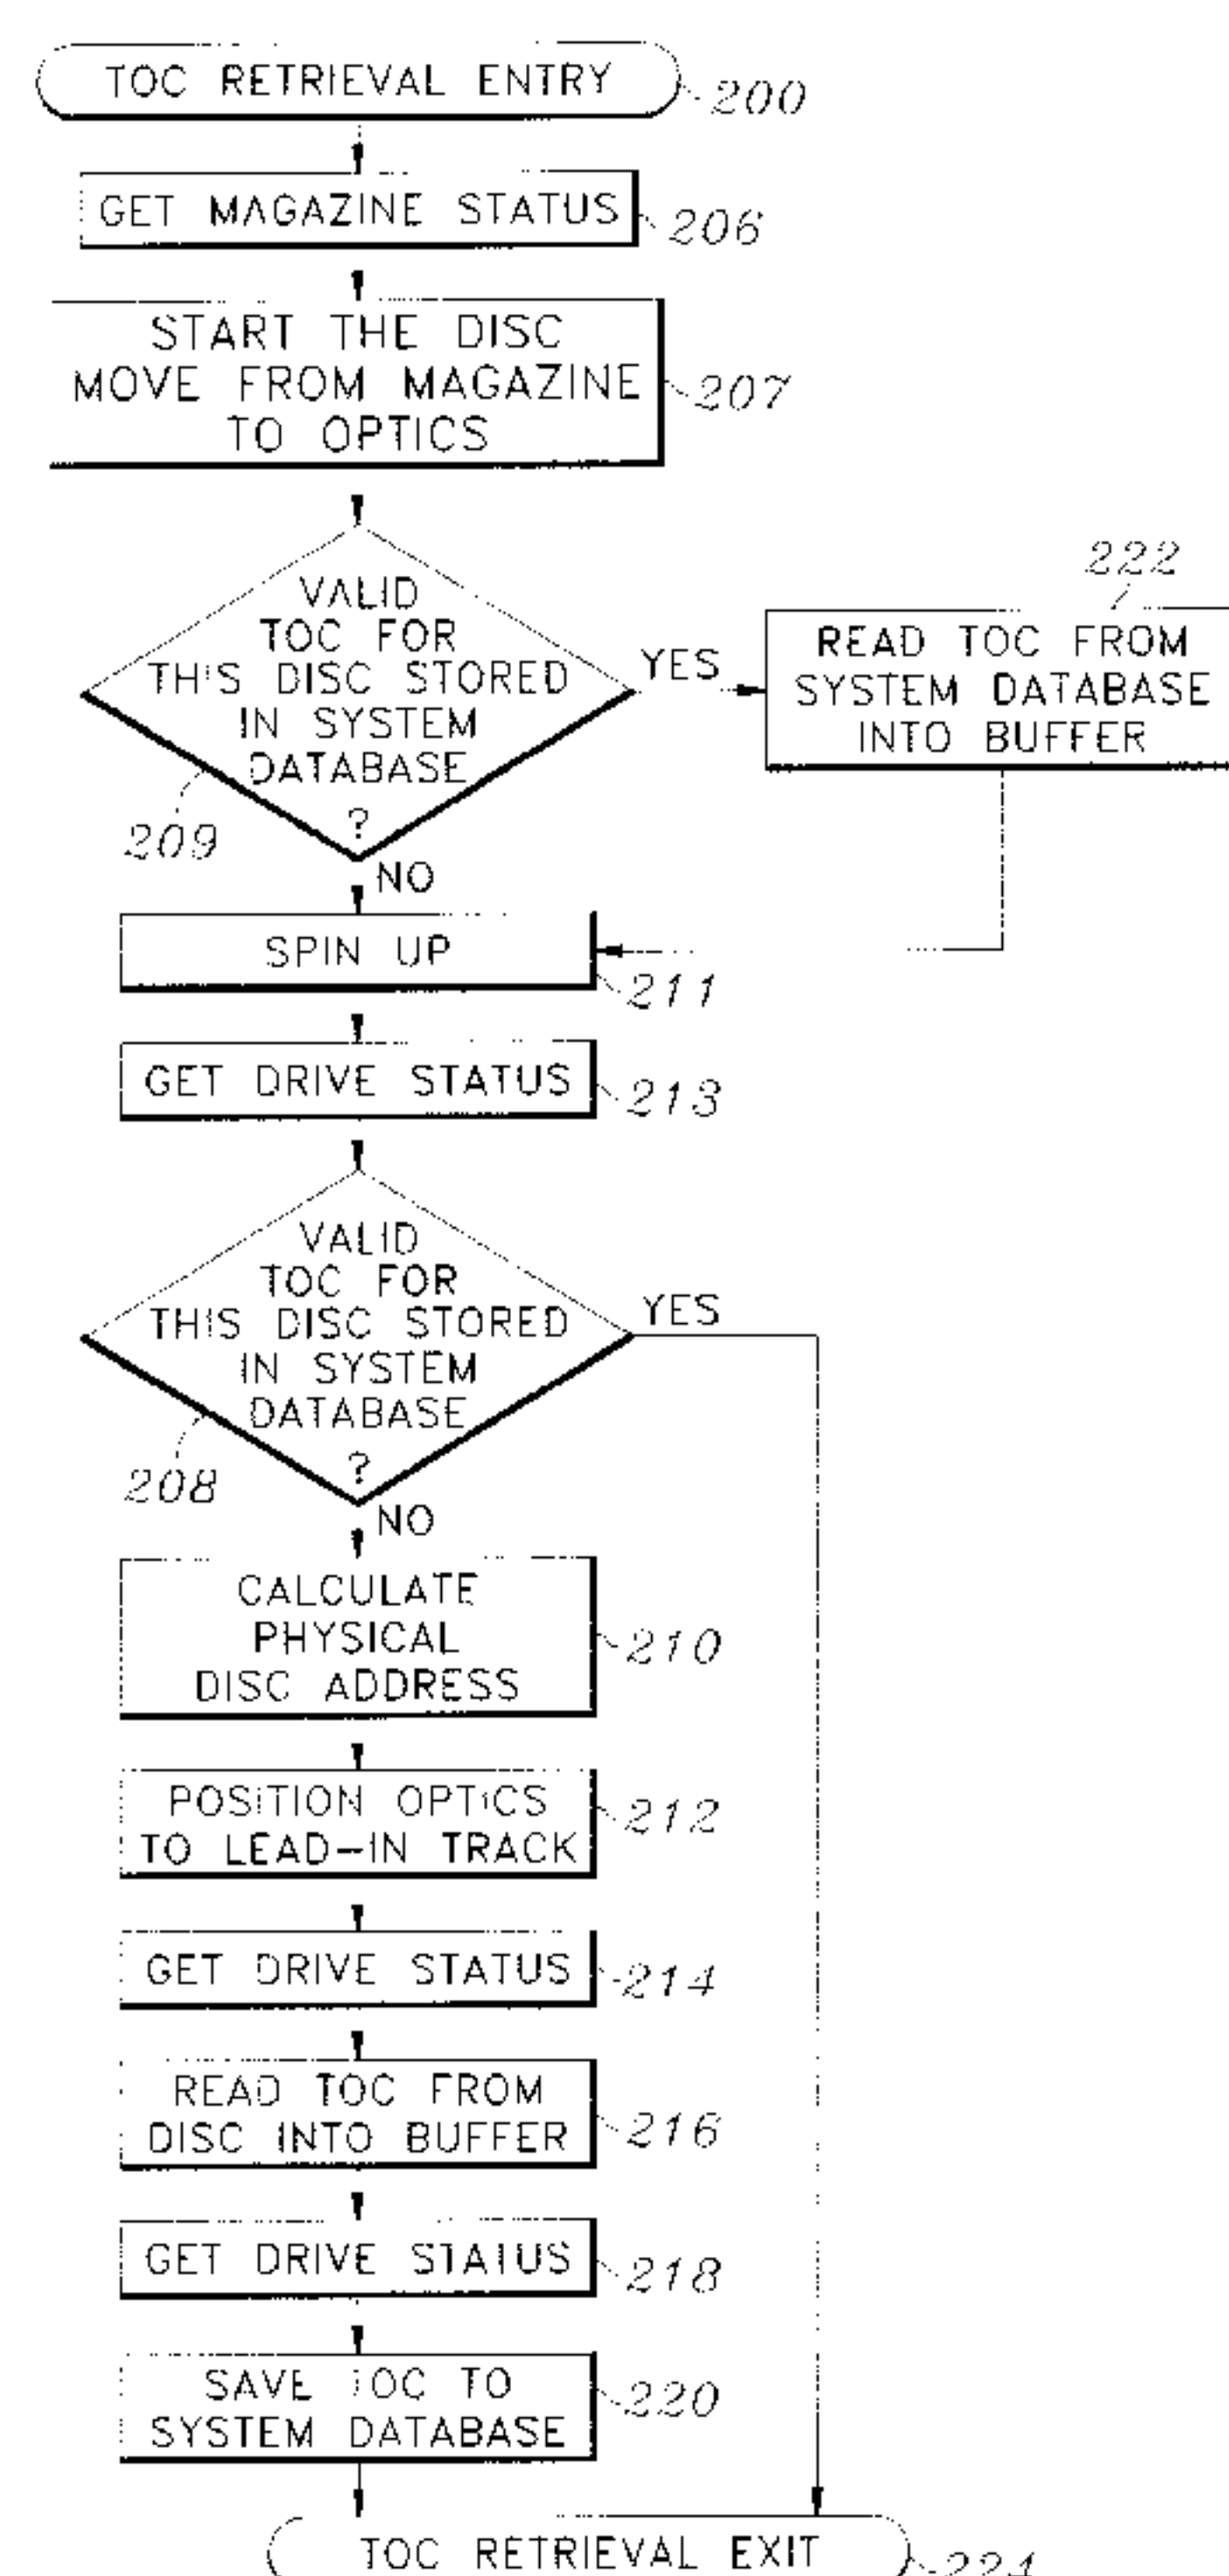 TOC RETRIEVAL ENTRY
200
GET MAGAZINE STATUS
206
START THE DISC
MOVE FROM MAGAZINE
TO OPTICS
207
VALID
TOC FOR
THIS DISC STORED
IN SYSTEM
DATABASE
?
209
YES
222
READ TOC FROM
SYSTEM DATABASE
INTO BUFFER
NO
SPIN UP
211
GET DRIVE STATUS
213
VALID
TOC FOR
THIS DISC STORED
IN SYSTEM
DATABASE
?
208
YES
NO
CALCULATE
PHYSICAL
DISC ADDRESS
210
POSITION OPTICS
TO LEAD-IN TRACK
212
GET DRIVE STATUS
214
READ TOC FROM
DISC INTO BUFFER
216
GET DRIVE STATUS
218
SAVE TOC TO
SYSTEM DATABASE
220
TOC RETRIEVAL EXIT
224